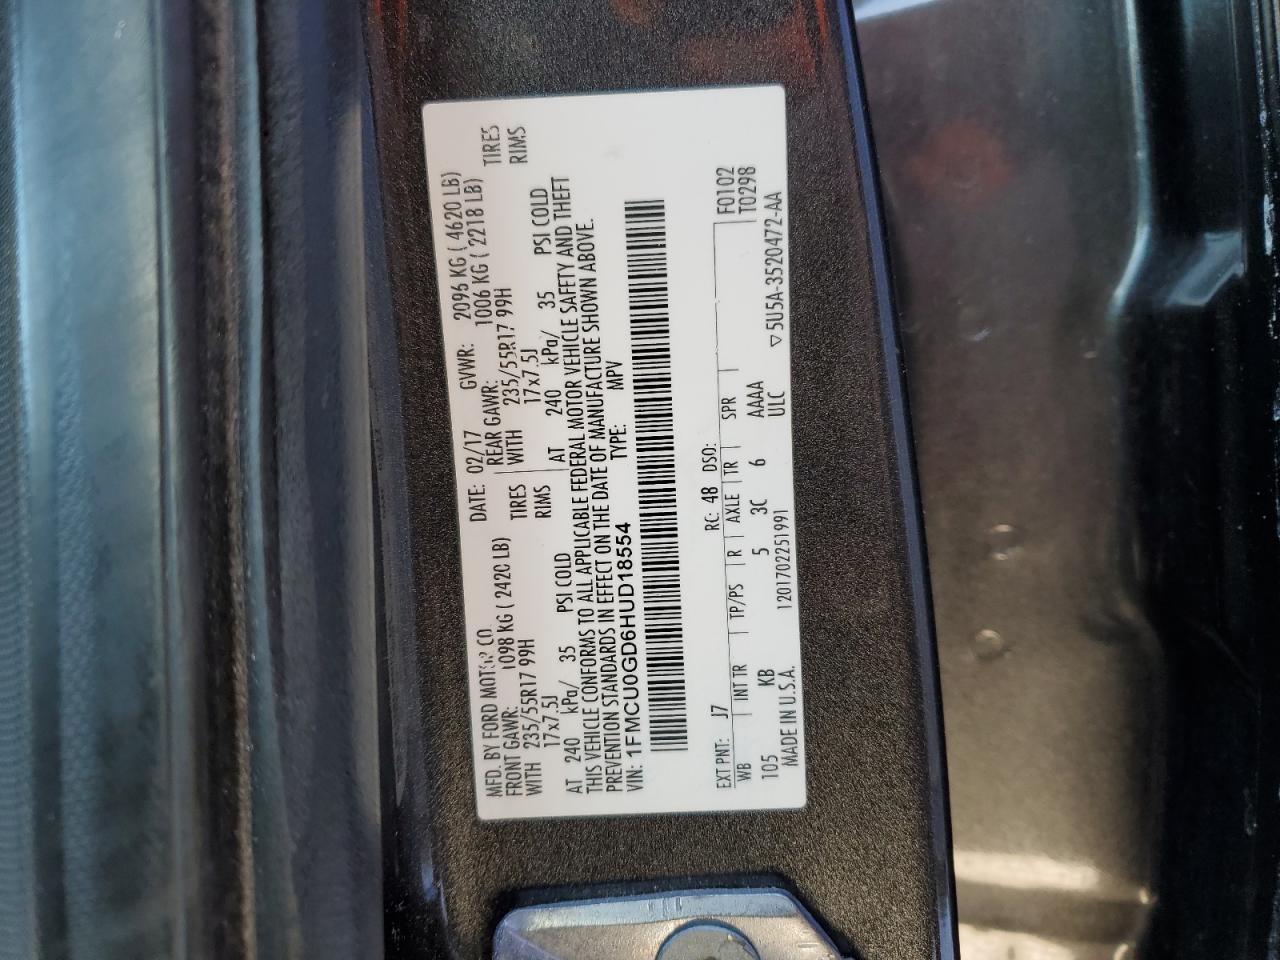 MFD. BY FORD MOTOR CO. DATE: 02/17 GVWR: 2096 KG ( 4620 LB)
FRONT GAWR: 1098 KG ( 2420 LB) REAR GAWR: 1006 KG ( 2218 LB)
WITH 235/55R17 99H TIRES WITH 235/55R17 99H TIRES
17x7.5J RIMS 17x7.5J RIMS
AT 240 kPa/ 35 PSI COLD AT 240 kPa/ 35 PSI COLD
THIS VEHICLE CONFORMS TO ALL APPLICABLE FEDERAL MOTOR VEHICLE SAFETY AND THEFT
PREVENTION STANDARDS IN EFFECT ON THE DATE OF MANUFACTURE SHOWN ABOVE.
VIN: 1FMCU0GD6HUD18554 TYPE: MPV
EXT PNT: J7 RC: 48 DSO: F0102
WB INT TR TP/PS R AXLE TR SPR T0298
105 KB 5 3C 6 AAAA
ULC
MADE IN U.S.A. 1201702251991 ▽5U5A-3520472-AA